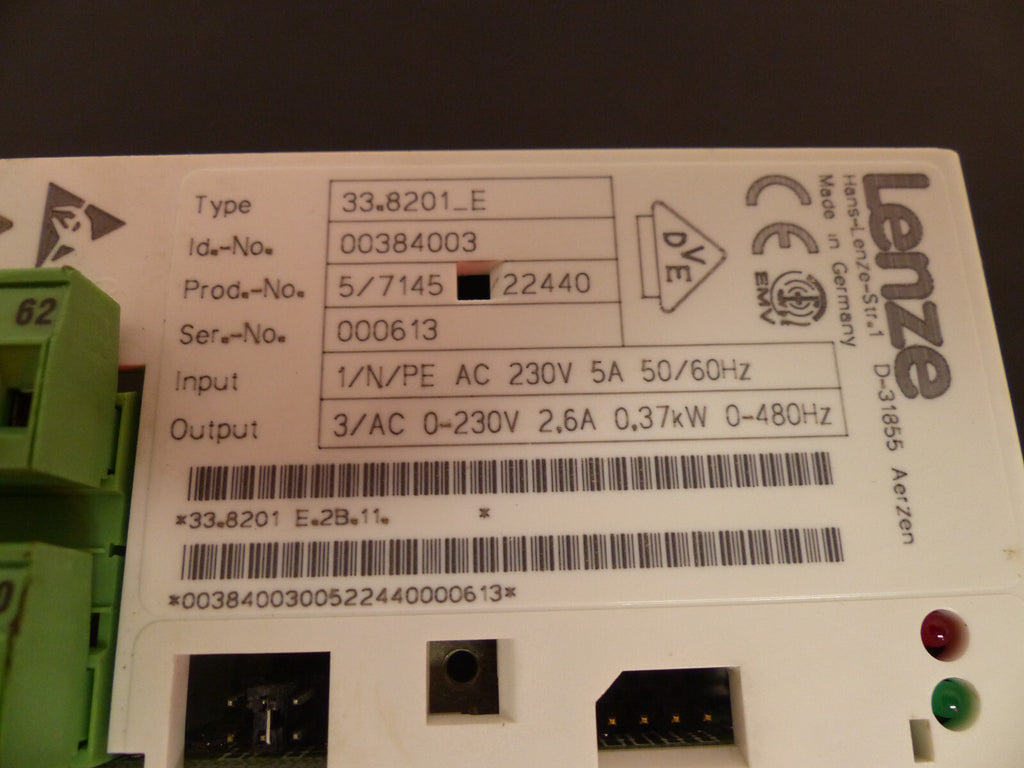 Type 33.8201_E
Id.-No. 00384003
Prod.-No. 5/7145 /22440
Ser.-No. 000613
Input 1/N/PE AC 230V 5A 50/60Hz
Output 3/AC 0-230V 2,6A 0,37kW 0-480Hz
*33.8201 E.2B.11. *
*0038400300522440000613*
DVE
CE
EMV
Made in Germany
Hans-Lenze-Str.1 D-31855 Aerzen
Lenze
62
0